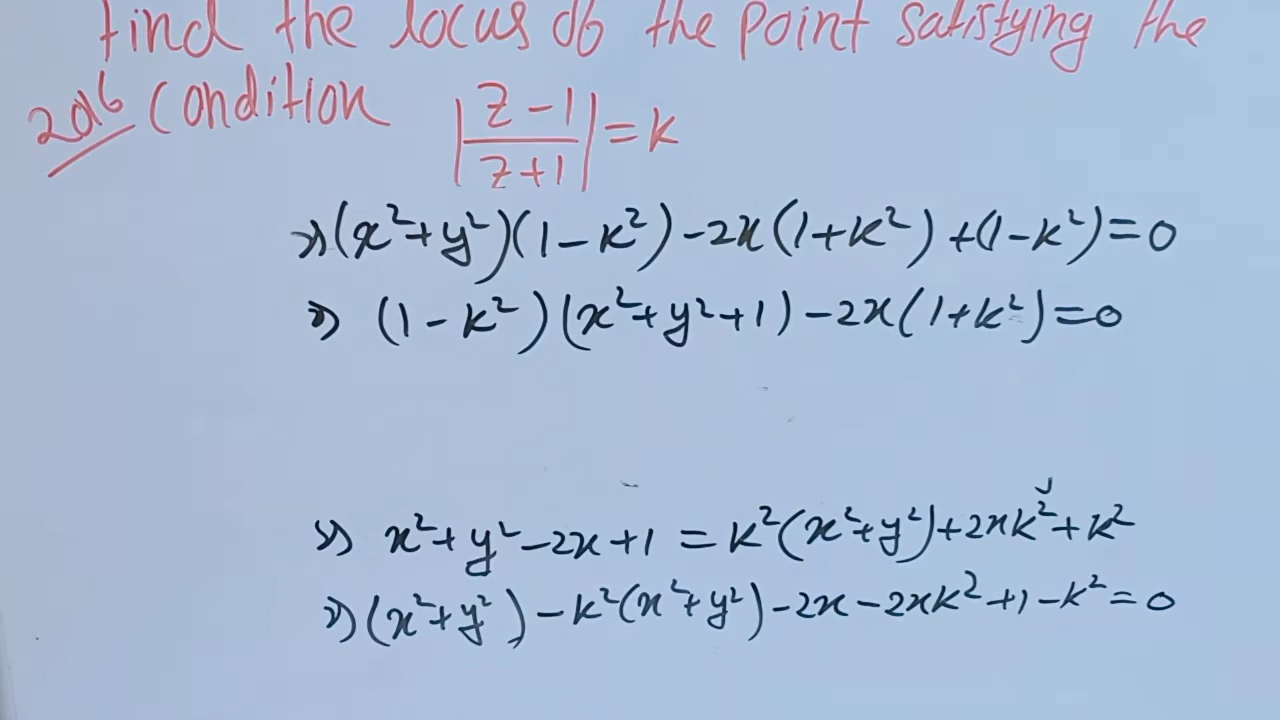 find the locus of the point satisfying the
2016 condition |z-1/z+1| = k
⇒ (x²+y²)(1-k²) -2x(1+k²) +(1-k²)=0
⇒ (1-k²)(x²+y²+1) -2x(1+k²)=0
⇒ x²+y²-2x+1 = k²(x²+y²)+2xk²+k²
⇒ (x²+y²) - k²(x²+y²) -2x-2xk²+1-k²=0